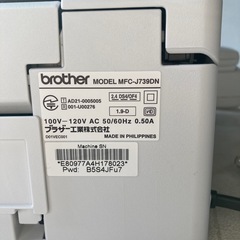 brother MODEL MFC-J739DN
AD21-0005005
001-U00276
2.4 DS4/OF4
1.9-D
100V-120V AC 50/60Hz 0.50A
ブラザー工業株式会社
MADE IN PHILIPPINES
D01VEC001
Machine SN
*E80977A4H178023*
Pwd: B5S4JFu7